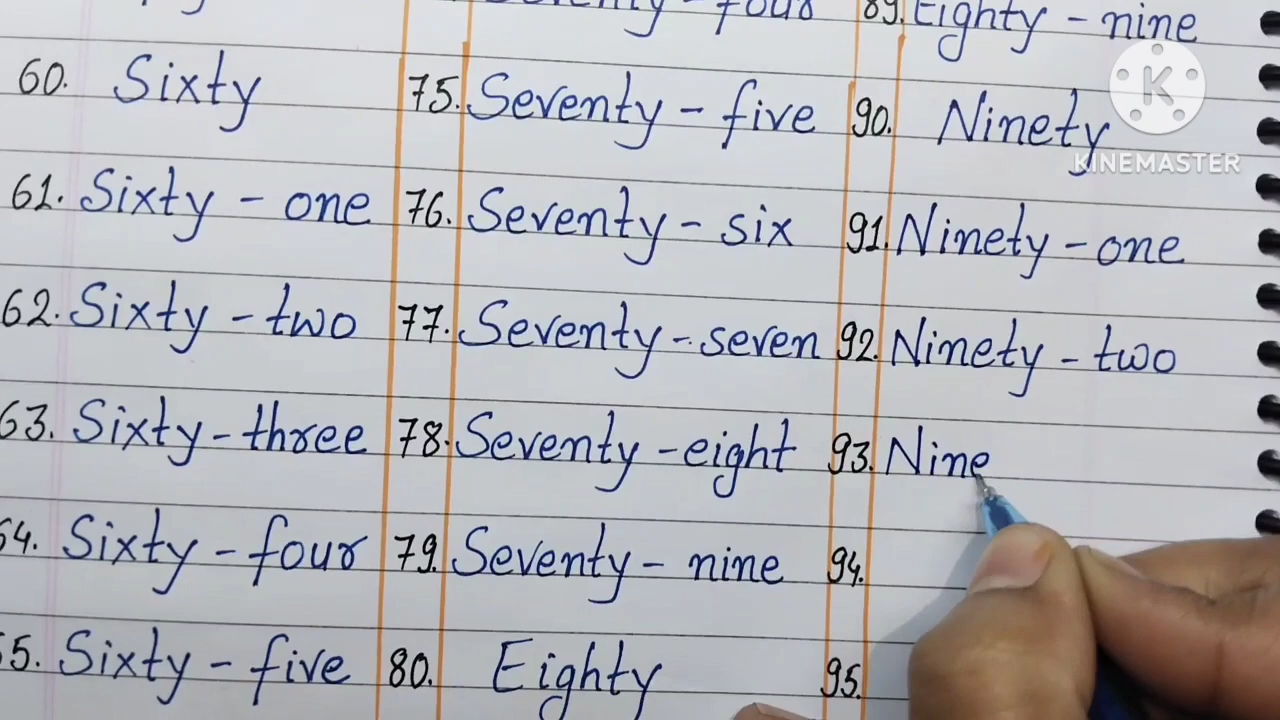 Seventy - four 89. Eighty - nine
60. Sixty 75. Seventy - five 90. Ninety
KINEMASTER
61. Sixty - one 76. Seventy - six 91. Ninety - one
62. Sixty - two 77. Seventy - seven 92. Ninety - two
63. Sixty - three 78. Seventy - eight 93. Nine
64. Sixty - four 79. Seventy - nine 94.
65. Sixty - five 80. Eighty 95.